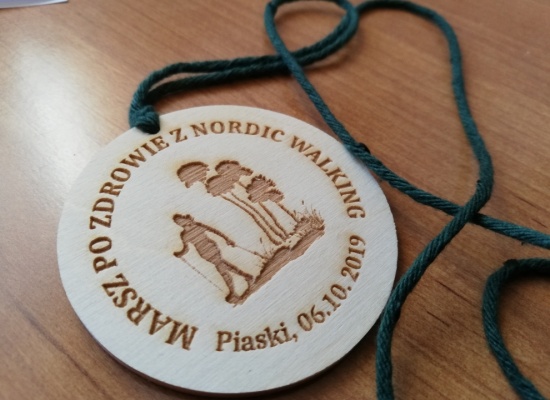 MARSZ PO ZDROWIE Z NORDIC WALKING
Piaski, 06.10.2019